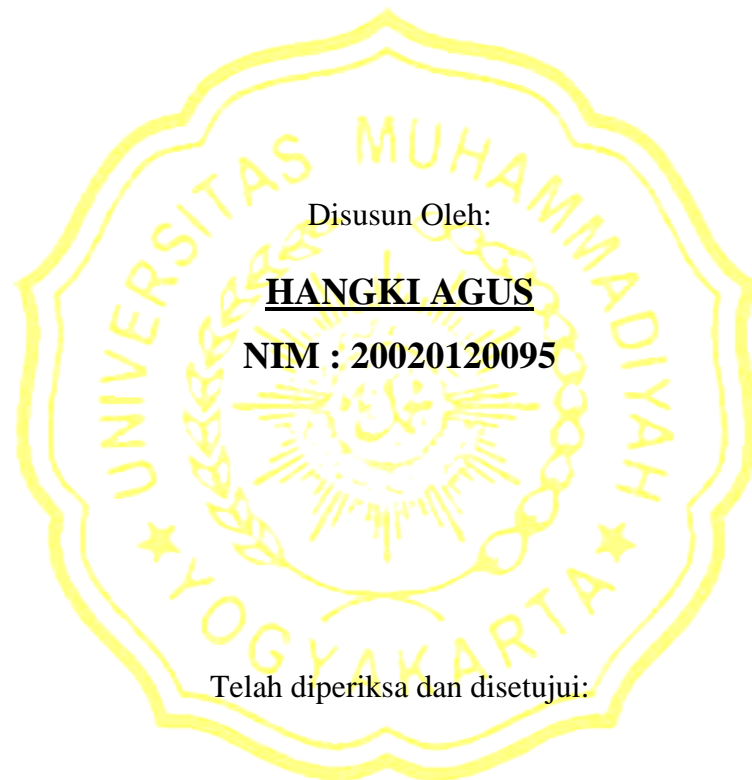 UNIVERSITAS MUHAMMADIYAH
Disusun Oleh:
HANGKI AGUS
NIM : 20020120095
★ YOGYAKARTA ★
Telah diperiksa dan disetujui: